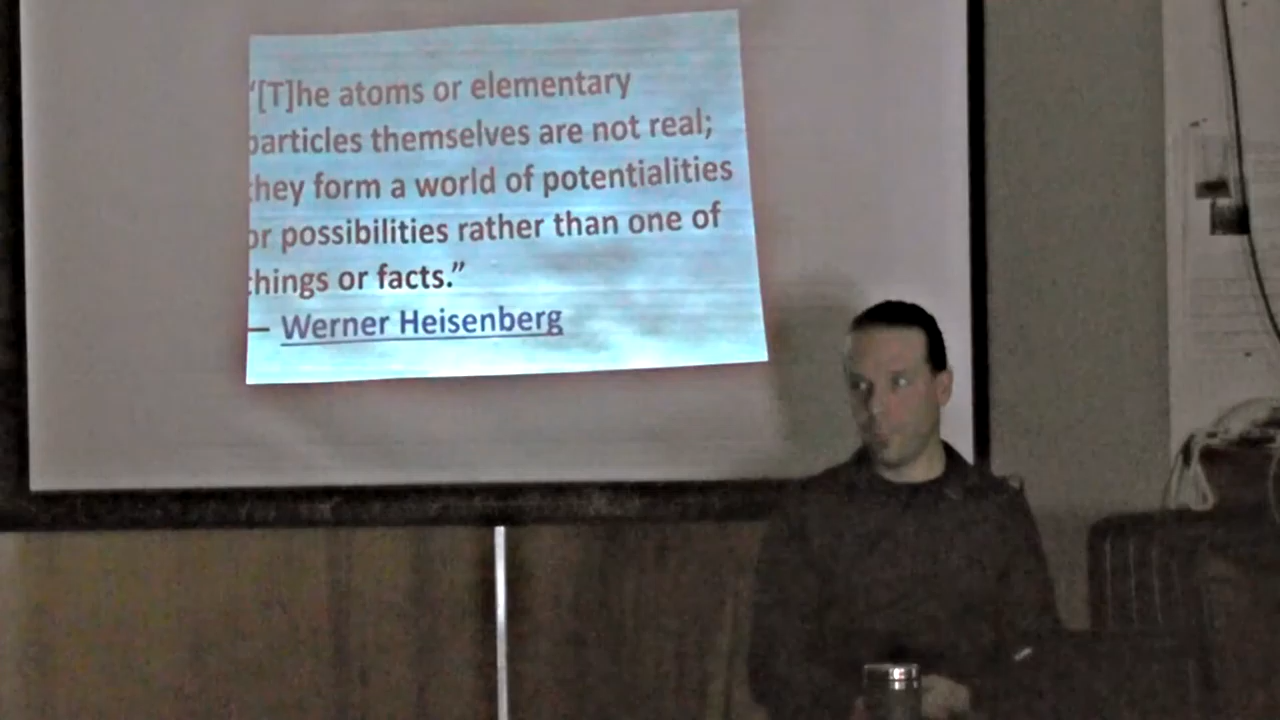 “[T]he atoms or elementary
particles themselves are not real;
they form a world of potentialities
or possibilities rather than one of
things or facts.”
— Werner Heisenberg